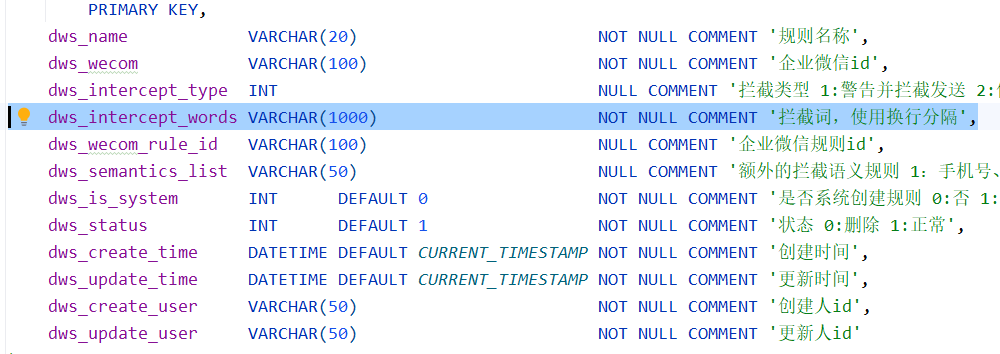 PRIMARY KEY,
dws_name VARCHAR(20) NOT NULL COMMENT '规则名称',
dws_wecom VARCHAR(100) NOT NULL COMMENT '企业微信id',
dws_intercept_type INT NULL COMMENT '拦截类型 1:警告并拦截发送 2:
dws_intercept_words VARCHAR(1000) NOT NULL COMMENT '拦截词，使用换行分隔',
dws_wecom_rule_id VARCHAR(100) NULL COMMENT '企业微信规则id',
dws_semantics_list VARCHAR(50) NULL COMMENT '额外的拦截语义规则 1: 手机号、
dws_is_system INT DEFAULT 0 NOT NULL COMMENT '是否系统创建规则 0:否 1:
dws_status INT DEFAULT 1 NOT NULL COMMENT '状态 0:删除 1:正常',
dws_create_time DATETIME DEFAULT CURRENT_TIMESTAMP NOT NULL COMMENT '创建时间',
dws_update_time DATETIME DEFAULT CURRENT_TIMESTAMP NOT NULL COMMENT '更新时间',
dws_create_user VARCHAR(50) NOT NULL COMMENT '创建人id',
dws_update_user VARCHAR(50) NOT NULL COMMENT '更新人id'